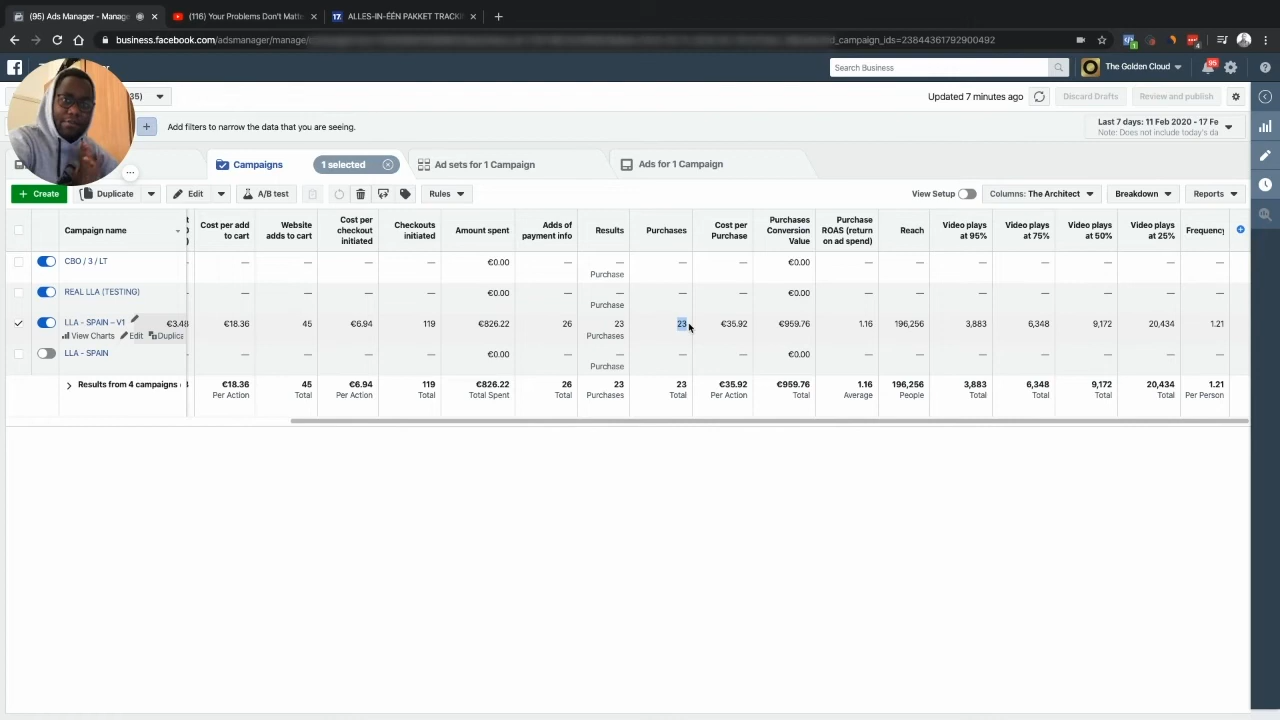 (95) Ads Manager - Manage
(116) Your Problems Don't Matte
ALLES-IN-ÉÉN PAKKET TRACKI
business.facebook.com/adsmanager/manage/
d_campaign_ids=23844361792900492
Search Business
The Golden Cloud
95
35)
Updated 7 minutes ago
Discard Drafts
Review and publish
Add filters to narrow the data that you are seeing.
Last 7 days: 11 Feb 2020 - 17 Fe
Note: Does not include today's da
Campaigns
1 selected
Ad sets for 1 Campaign
Ads for 1 Campaign
+ Create
Duplicate
Edit
A/B test
Rules
View Setup
Columns: The Architect
Breakdown
Reports
Campaign name
Cost per add to cart
Website adds to cart
Cost per checkout initiated
Checkouts initiated
Amount spent
Adds of payment info
Results
Purchases
Cost per Purchase
Purchases Conversion Value
Purchase ROAS (return on ad spend)
Reach
Video plays at 95%
Video plays at 75%
Video plays at 50%
Video plays at 25%
Frequency
CBO / 3 / LT — — — — €0.00 — — — — €0.00 — — — — — — —
Purchase
REAL LLA (TESTING) — — — — €0.00 — — — — €0.00 — — — — — — —
Purchase
LLA - SPAIN – V1 €3.48 €18.36 45 €6.94 119 €826.22 26 23 23 €35.92 €959.76 1.16 196,256 3,883 6,348 9,172 20,434 1.21
View Charts Edit Duplica Purchases
LLA - SPAIN — — — — €0.00 — — — — €0.00 — — — — — — —
Purchase
Results from 4 campaigns €18.36 45 €6.94 119 €826.22 26 23 23 €35.92 €959.76 1.16 196,256 3,883 6,348 9,172 20,434 1.21
Per Action Total Per Action Total Total Spent Total Purchases Total Per Action Total Average People Total Total Total Total Per Person